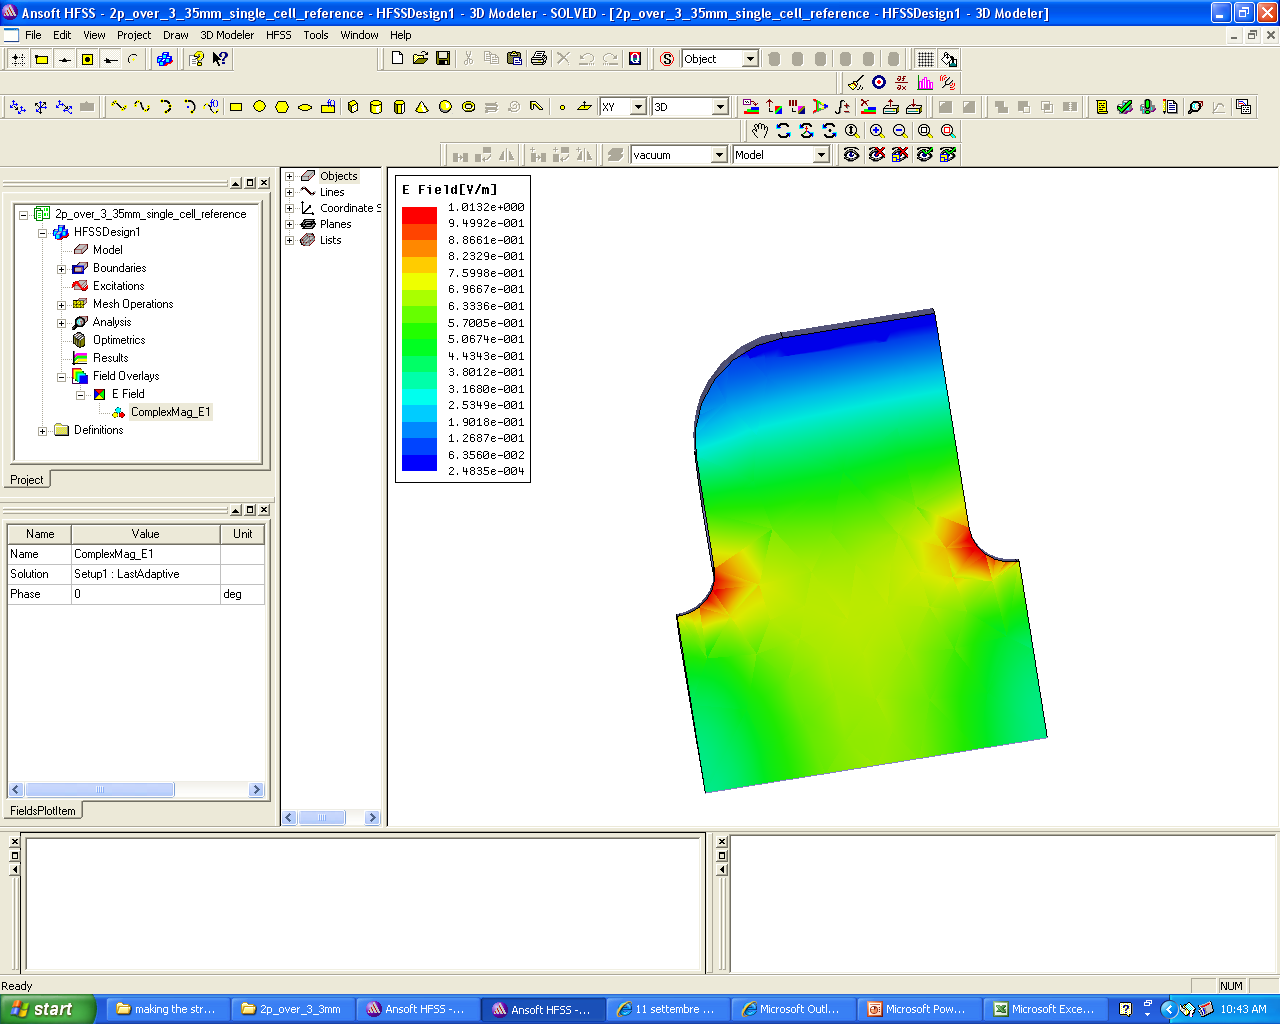 Ansoft HFSS - 2p_over_3_35mm_single_cell_reference - HFSSDesign1 - 3D Modeler - SOLVED - [2p_over_3_35mm_single_cell_reference - HFSSDesign1 - 3D Modeler]
File Edit View Project Draw 3D Modeler HFSS Tools Window Help
Object
XY 3D
vacuum Model
2p_over_3_35mm_single_cell_reference
HFSSDesign1
Model
Boundaries
Excitations
Mesh Operations
Analysis
Optimetrics
Results
Field Overlays
E Field
ComplexMag_E1
Definitions
Project
Objects
Lines
Coordinate S
Planes
Lists
E Field[V/m]
1.0132e+000
9.4992e-001
8.8661e-001
8.2329e-001
7.5998e-001
6.9667e-001
6.3336e-001
5.7005e-001
5.0674e-001
4.4343e-001
3.8012e-001
3.1680e-001
2.5349e-001
1.9018e-001
1.2687e-001
6.3560e-002
2.4835e-004
Name Value Unit
Name ComplexMag_E1
Solution Setup1 : LastAdaptive
Phase 0 deg
FieldsPlotItem
Ready NUM
start making the str... 2p_over_3_3mm Ansoft HFSS -... Ansoft HFSS -... 11 settembre ... Microsoft Outl... Microsoft Pow... Microsoft Exce... 10:43 AM